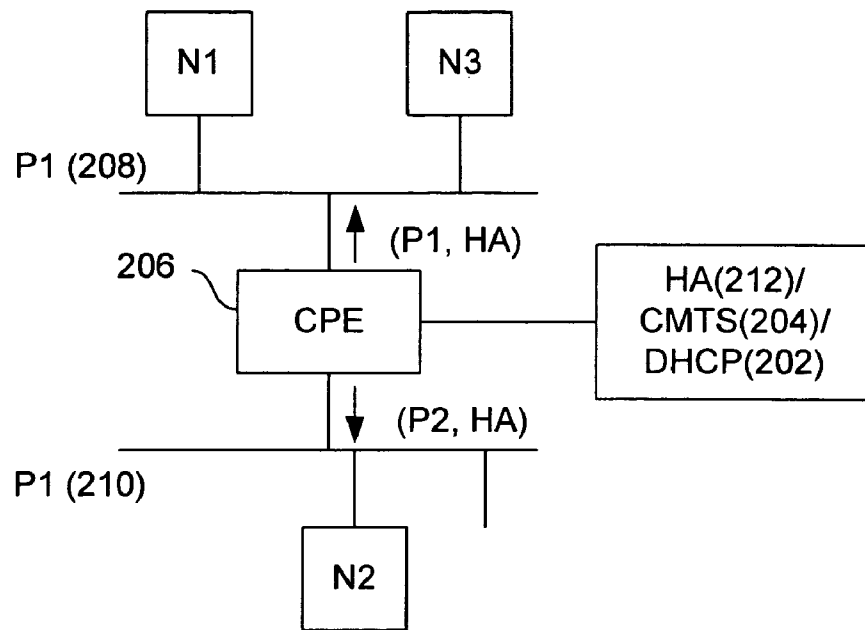 N1
N3
P1 (208)
(P1, HA)
206
CPE
HA(212)/
CMTS(204)/
DHCP(202)
(P2, HA)
P1 (210)
N2